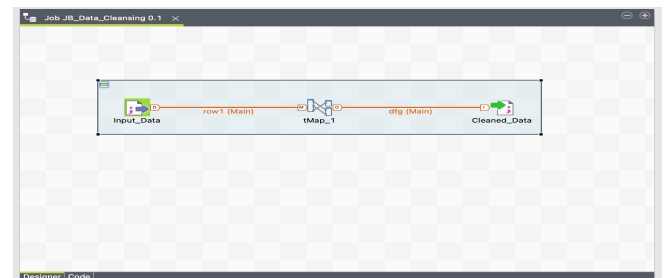 Job JB_Data_Cleansing 0.1
row1 (Main)
dfg (Main)
Input_Data
tMap_1
Cleaned_Data
Designer Code